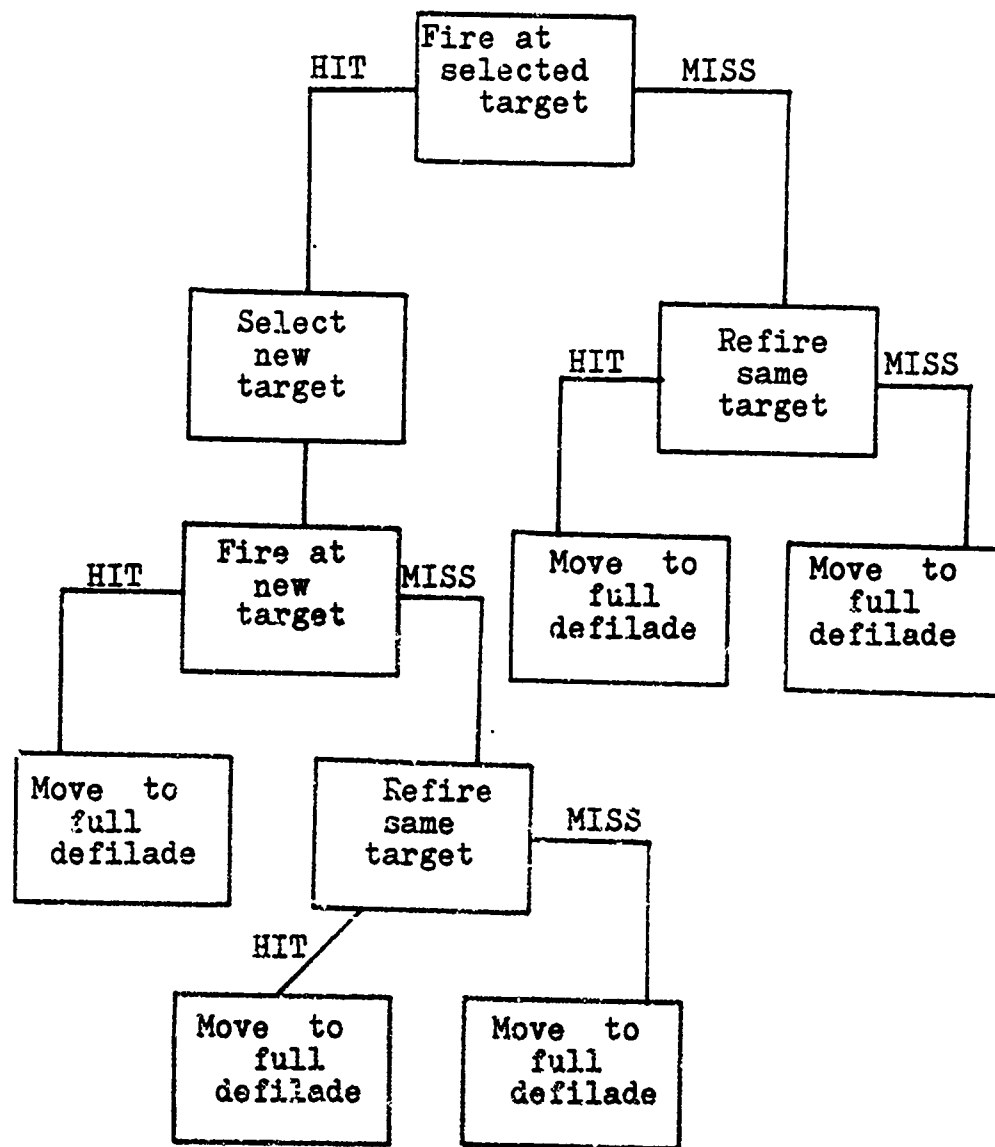 Fire at
selected
target
HIT
MISS
Select
new
target
Refire
same
target
HIT
MISS
Fire at
new
target
HIT
MISS
Move to
full
defilade
Move to
full
defilade
Move to
full
defilade
Refire
same
target
MISS
HIT
Move to
full
defilade
Move to
full
defilade